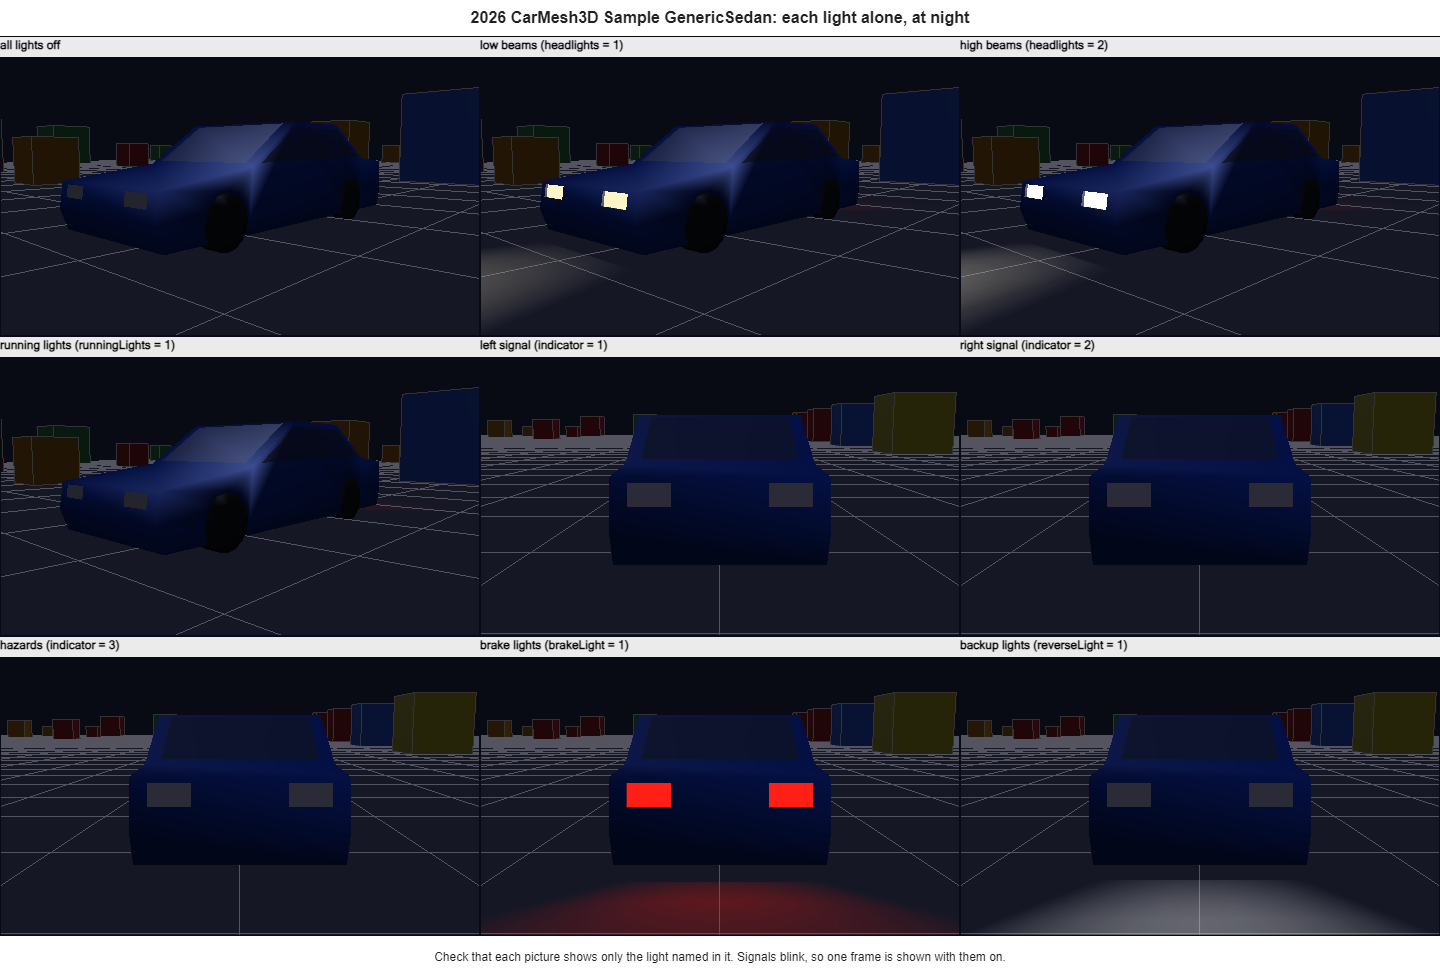 2026 CarMesh3D Sample GenericSedan: each light alone, at night
all lights off
low beams (headlights = 1)
high beams (headlights = 2)
running lights (runningLights = 1)
left signal (indicator = 1)
right signal (indicator = 2)
hazards (indicator = 3)
brake lights (brakeLight = 1)
backup lights (reverseLight = 1)
Check that each picture shows only the light named in it. Signals blink, so one frame is shown with them on.